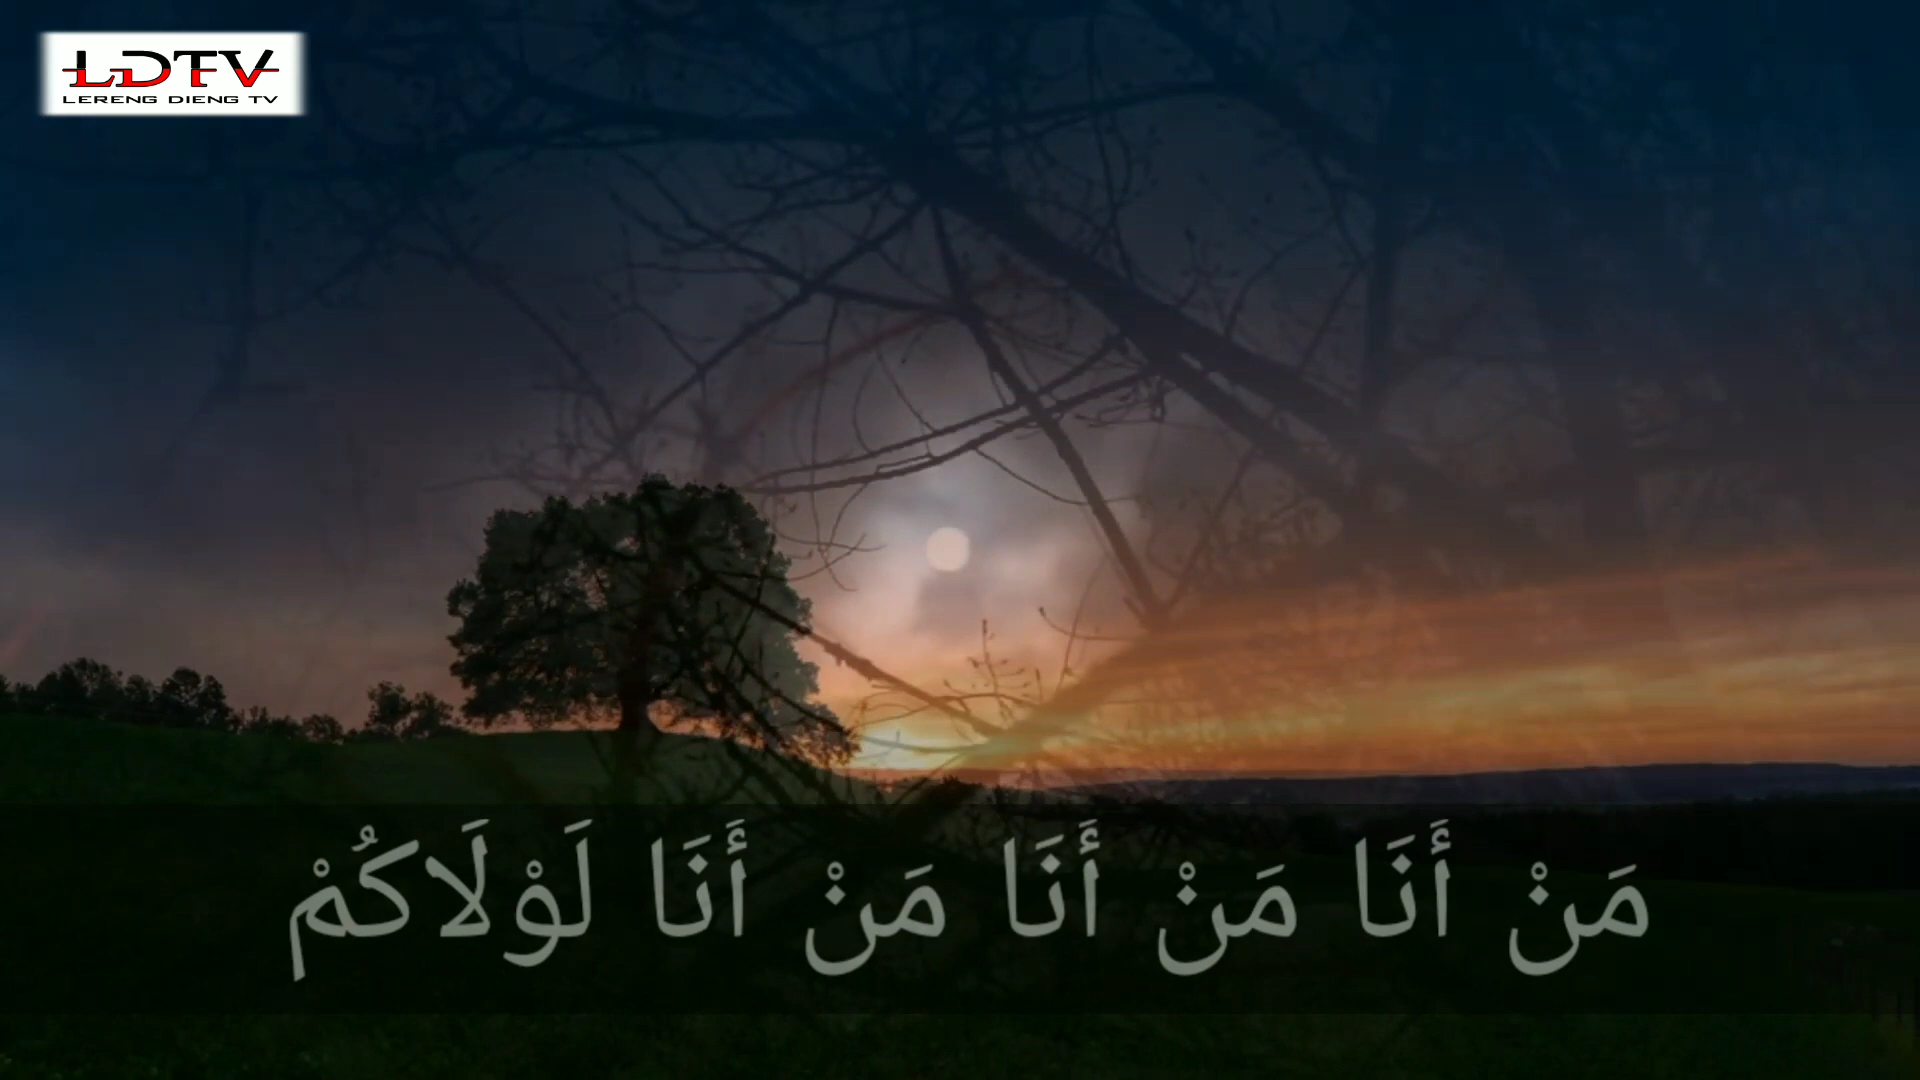 LDTV
LERENG DIENG TV
مَنْ أَنَا مَنْ أَنَا مَنْ أَنَا مَنْ أَنَا لَوْلَاكُمْ